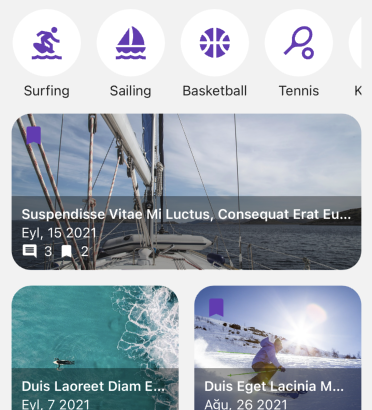 Surfing Sailing Basketball Tennis K
Suspendisse Vitae Mi Luctus, Consequat Erat Eu...
Eyl, 15 2021
3 2
Duis Laoreet Diam E...
Eyl, 7 2021
Duis Eget Lacinia M...
Ağu, 26 2021